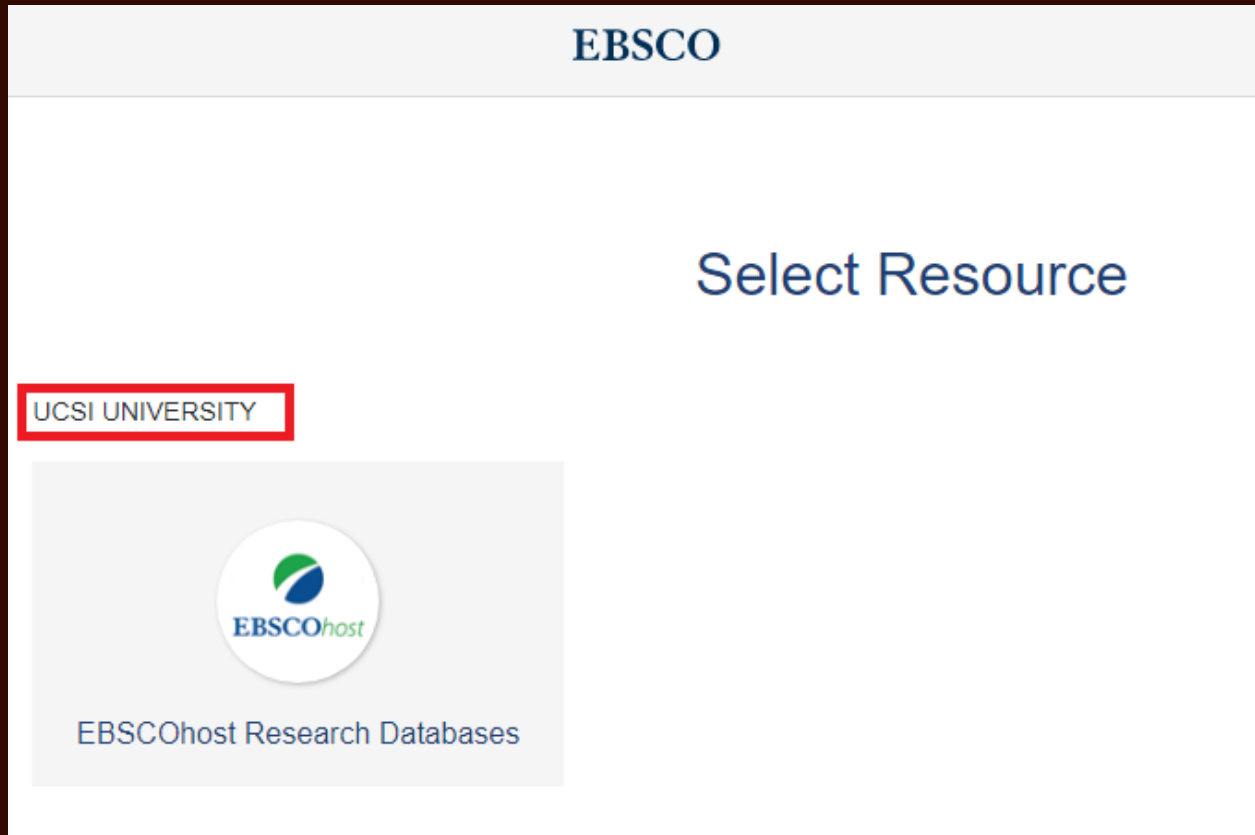 EBSCO
Select Resource
UCSI UNIVERSITY
EBSCOhost
EBSCOhost Research Databases